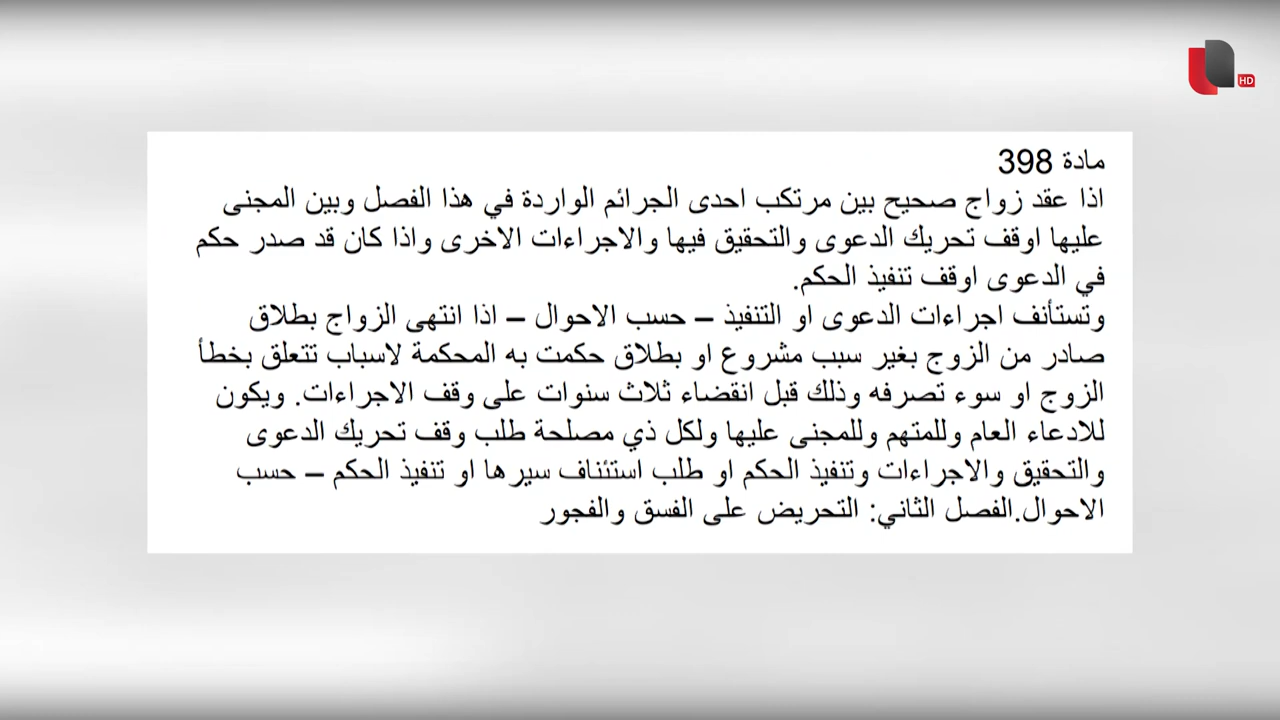 HD
مادة 398
اذا عقد زواج صحيح بين مرتكب احدى الجرائم الواردة في هذا الفصل وبين المجنى
عليها اوقف تحريك الدعوى والتحقيق فيها والاجراءات الاخرى واذا كان قد صدر حكم
في الدعوى اوقف تنفيذ الحكم.
وتستأنف اجراءات الدعوى او التنفيذ – حسب الاحوال – اذا انتهى الزواج بطلاق
صادر من الزوج بغير سبب مشروع او بطلاق حكمت به المحكمة لاسباب تتعلق بخطأ
الزوج او سوء تصرفه وذلك قبل انقضاء ثلاث سنوات على وقف الاجراءات. ويكون
للادعاء العام وللمتهم وللمجنى عليها ولكل ذي مصلحة طلب وقف تحريك الدعوى
والتحقيق والاجراءات وتنفيذ الحكم او طلب استئناف سيرها او تنفيذ الحكم – حسب
الاحوال.الفصل الثاني: التحريض على الفسق والفجور